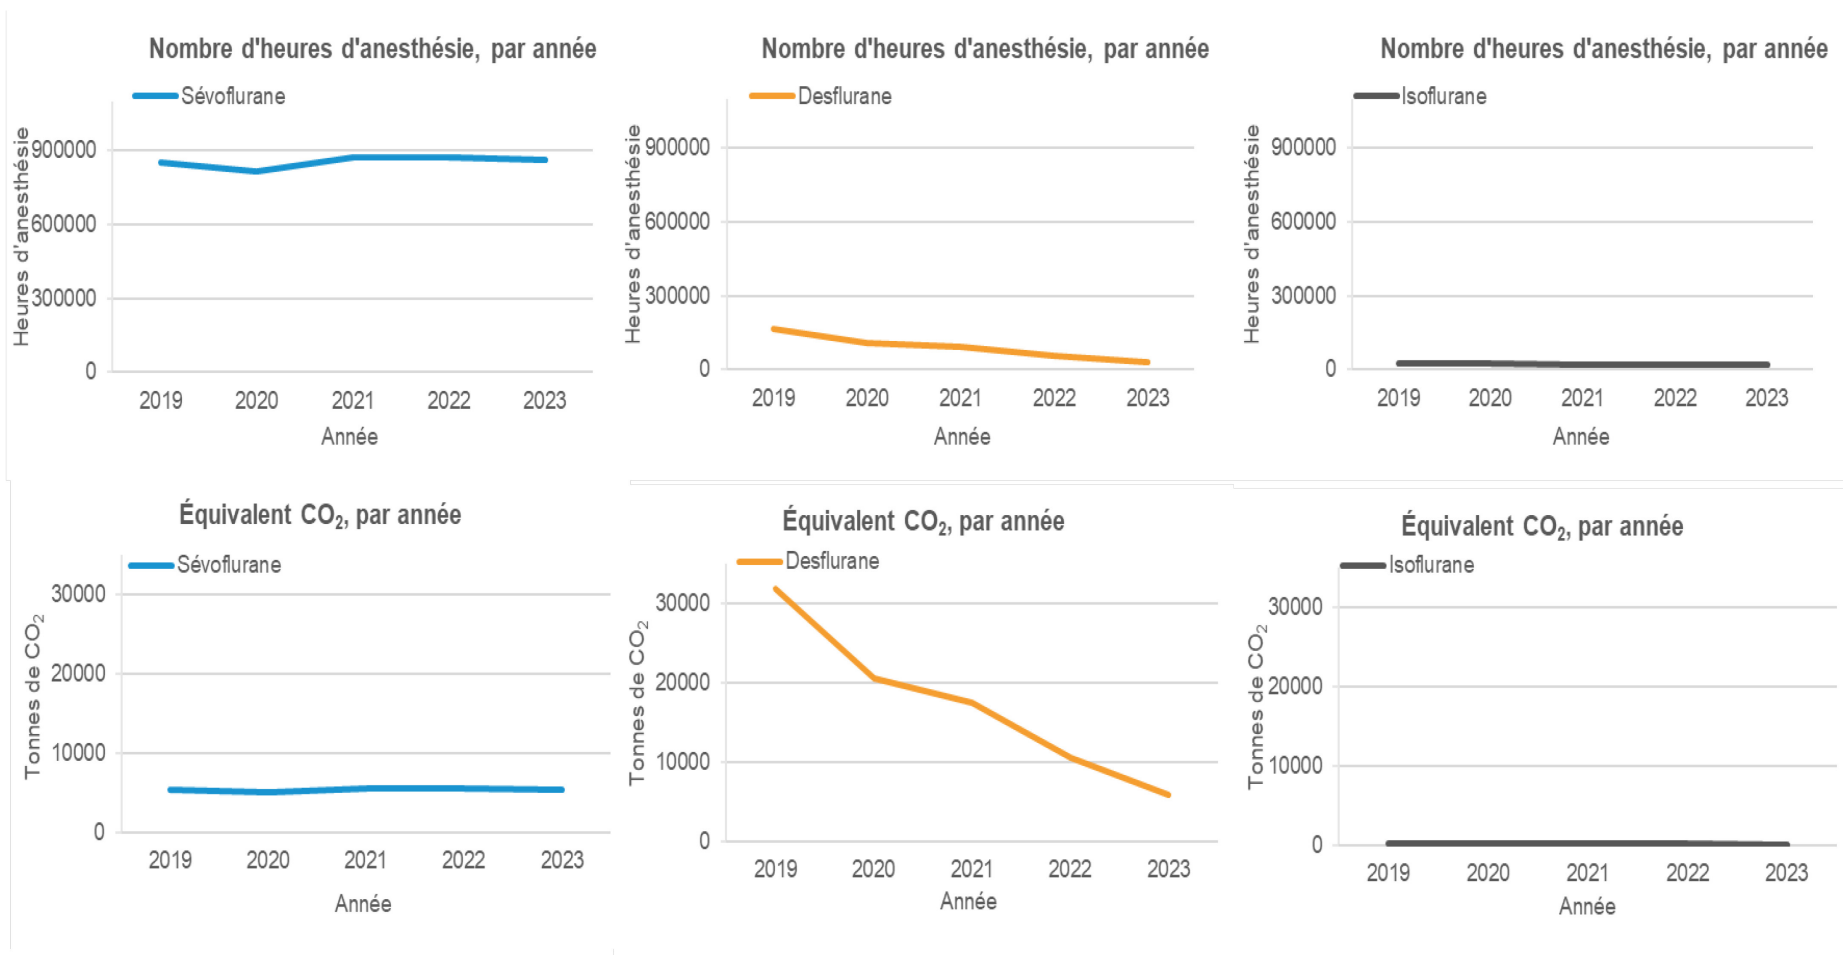 Nombre d'heures d'anesthésie, par année
Sévoflurane
Heures d'anesthésie
900000
600000
300000
0
2019 2020 2021 2022 2023
Année
Nombre d'heures d'anesthésie, par année
Desflurane
Heures d'anesthésie
900000
600000
300000
0
2019 2020 2021 2022 2023
Année
Nombre d'heures d'anesthésie, par année
Isoflurane
Heures d'anesthésie
900000
600000
300000
0
2019 2020 2021 2022 2023
Année
Équivalent CO₂, par année
Sévoflurane
Tonnes de CO₂
30000
20000
10000
0
2019 2020 2021 2022 2023
Année
Équivalent CO₂, par année
Desflurane
Tonnes de CO₂
30000
20000
10000
0
2019 2020 2021 2022 2023
Année
Équivalent CO₂, par année
Isoflurane
Tonnes de CO₂
30000
20000
10000
0
2019 2020 2021 2022 2023
Année